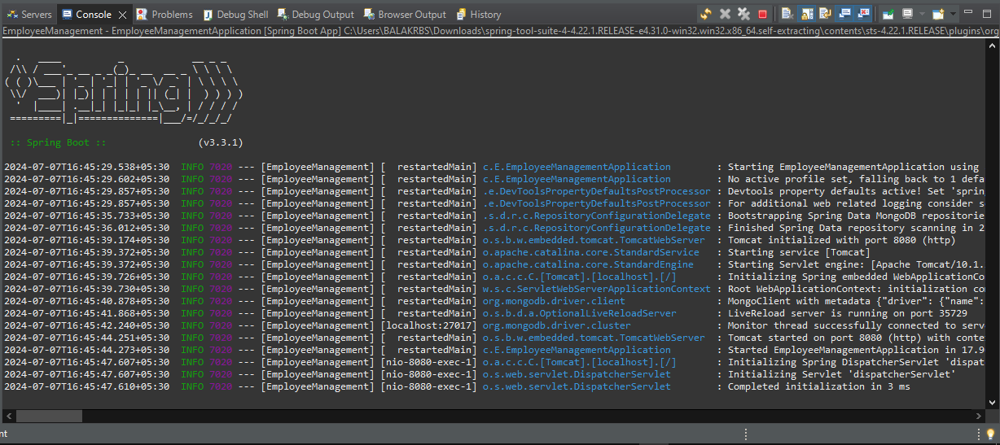 Servers Console Problems Debug Shell Debug Output Browser Output History
EmployeeManagement - EmployeeManagementApplication [Spring Boot App] C:\Users\BALAKRBS\Downloads\spring-tool-suite-4-4.22.1.RELEASE-e4.31.0-win32.win32.x86_64.self-extracting\contents\sts-4.22.1.RELEASE\plugins\org
Spring
:: Spring Boot :: (v3.3.1)
2024-07-07T16:45:29.538+05:30 INFO 7020 --- [EmployeeManagement] [ restartedMain] c.E.EmployeeManagementApplication : Starting EmployeeManagementApplication using
2024-07-07T16:45:29.602+05:30 INFO 7020 --- [EmployeeManagement] [ restartedMain] c.E.EmployeeManagementApplication : No active profile set, falling back to 1 defa
2024-07-07T16:45:29.857+05:30 INFO 7020 --- [EmployeeManagement] [ restartedMain] .e.DevToolsPropertyDefaultsPostProcessor : Devtools property defaults active! Set 'sprin
2024-07-07T16:45:29.857+05:30 INFO 7020 --- [EmployeeManagement] [ restartedMain] .e.DevToolsPropertyDefaultsPostProcessor : For additional web related logging consider s
2024-07-07T16:45:35.733+05:30 INFO 7020 --- [EmployeeManagement] [ restartedMain] .s.d.r.c.RepositoryConfigurationDelegate : Bootstrapping Spring Data MongoDB repositorie
2024-07-07T16:45:36.012+05:30 INFO 7020 --- [EmployeeManagement] [ restartedMain] .s.d.r.c.RepositoryConfigurationDelegate : Finished Spring Data repository scanning in 2
2024-07-07T16:45:39.174+05:30 INFO 7020 --- [EmployeeManagement] [ restartedMain] o.s.b.w.embedded.tomcat.TomcatWebServer : Tomcat initialized with port 8080 (http)
2024-07-07T16:45:39.372+05:30 INFO 7020 --- [EmployeeManagement] [ restartedMain] o.apache.catalina.core.StandardService : Starting service [Tomcat]
2024-07-07T16:45:39.372+05:30 INFO 7020 --- [EmployeeManagement] [ restartedMain] o.apache.catalina.core.StandardEngine : Starting Servlet engine: [Apache Tomcat/10.1.
2024-07-07T16:45:39.726+05:30 INFO 7020 --- [EmployeeManagement] [ restartedMain] o.a.c.c.C.[Tomcat].[localhost].[/] : Initializing Spring embedded WebApplicationCo
2024-07-07T16:45:39.730+05:30 INFO 7020 --- [EmployeeManagement] [ restartedMain] w.s.c.ServletWebServerApplicationContext : Root WebApplicationContext: initialization co
2024-07-07T16:45:40.878+05:30 INFO 7020 --- [EmployeeManagement] [ restartedMain] org.mongodb.driver.client : MongoClient with metadata {"driver": {"name":
2024-07-07T16:45:41.868+05:30 INFO 7020 --- [EmployeeManagement] [ restartedMain] o.s.b.d.a.OptionalLiveReloadServer : LiveReload server is running on port 35729
2024-07-07T16:45:42.240+05:30 INFO 7020 --- [EmployeeManagement] [localhost:27017] org.mongodb.driver.cluster : Monitor thread successfully connected to serv
2024-07-07T16:45:44.251+05:30 INFO 7020 --- [EmployeeManagement] [ restartedMain] o.s.b.w.embedded.tomcat.TomcatWebServer : Tomcat started on port 8080 (http) with conte
2024-07-07T16:45:44.273+05:30 INFO 7020 --- [EmployeeManagement] [ restartedMain] c.E.EmployeeManagementApplication : Started EmployeeManagementApplication in 17.9
2024-07-07T16:45:47.607+05:30 INFO 7020 --- [EmployeeManagement] [nio-8080-exec-1] o.a.c.c.C.[Tomcat].[localhost].[/] : Initializing Spring DispatcherServlet 'dispat
2024-07-07T16:45:47.607+05:30 INFO 7020 --- [EmployeeManagement] [nio-8080-exec-1] o.s.web.servlet.DispatcherServlet : Initializing Servlet 'dispatcherServlet'
2024-07-07T16:45:47.610+05:30 INFO 7020 --- [EmployeeManagement] [nio-8080-exec-1] o.s.web.servlet.DispatcherServlet : Completed initialization in 3 ms
nt